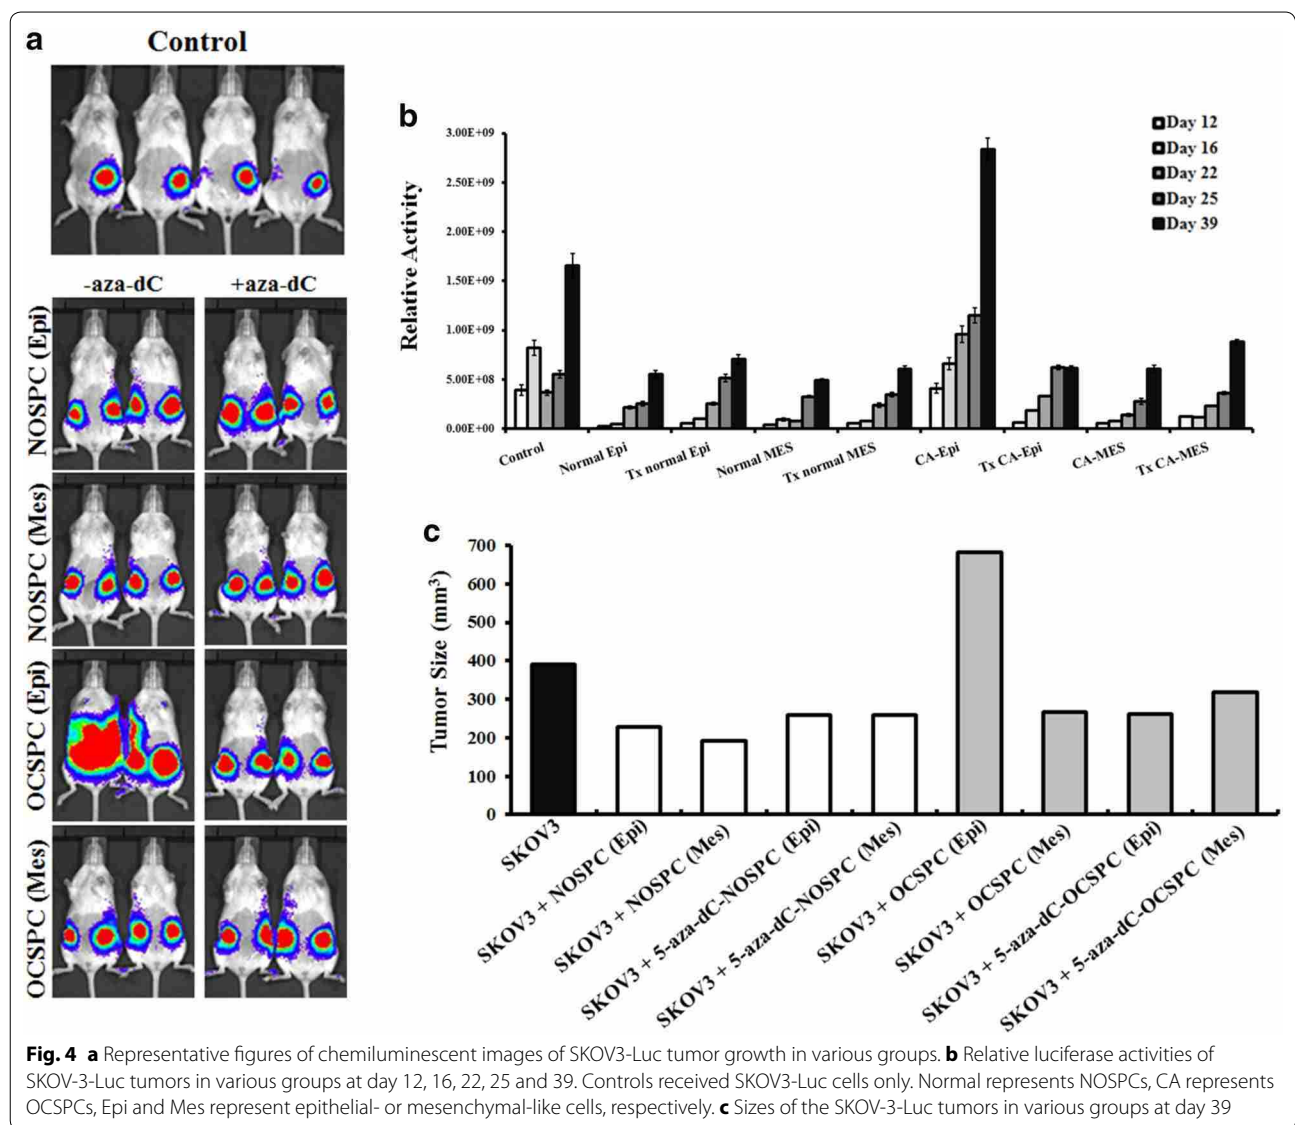 a
Control
-aza-dC +aza-dC
NOSPC (Epi)
NOSPC (Mes)
OCSPC (Epi)
OCSPC (Mes)
b
Relative Activity
3.00E+09
2.50E+09
2.00E+09
1.50E+09
1.00E+09
5.00E+08
0.00E+00
Control
Normal Epi
Tx normal Epi
Normal MES
Tx normal MES
CA-Epi
Tx CA-Epi
CA-MES
Tx CA-MES
Day 12
Day 16
Day 22
Day 25
Day 39
c
Tumor Size (mm³)
700
600
500
400
300
200
100
0
SKOV3
SKOV3 + NOSPC (Epi)
SKOV3 + NOSPC (Mes)
SKOV3 + 5-aza-dC-NOSPC (Epi)
SKOV3 + 5-aza-dC-NOSPC (Mes)
SKOV3 + OCSPC (Epi)
SKOV3 + OCSPC (Mes)
SKOV3 + 5-aza-dC-OCSPC (Epi)
SKOV3 + 5-aza-dC-OCSPC (Mes)
Fig. 4 a Representative figures of chemiluminescent images of SKOV3-Luc tumor growth in various groups. b Relative luciferase activities of
SKOV-3-Luc tumors in various groups at day 12, 16, 22, 25 and 39. Controls received SKOV3-Luc cells only. Normal represents NOSPCs, CA represents
OCSPCs, Epi and Mes represent epithelial- or mesenchymal-like cells, respectively. c Sizes of the SKOV-3-Luc tumors in various groups at day 39